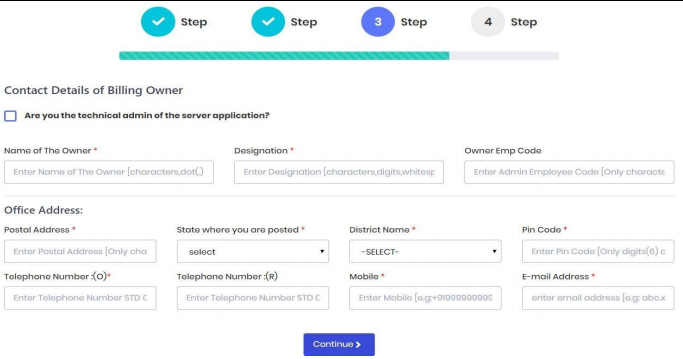 Step Step 3 Step 4 Step
Contact Details of Billing Owner
Are you the technical admin of the server application?
Name of The Owner * Designation * Owner Emp Code
Enter Name of The Owner [characters,dot(,) Enter Designation [characters,digits,whitesp Enter Admin Employee Code [Only characte
Office Address:
Postal Address * State where you are posted * District Name * Pin Code *
Enter Postal Address [Only cha select -SELECT- Enter Pin Code [Only digits(6) c
Telephone Number :(O)* Telephone Number :(R) Mobile * E-mail Address *
Enter Telephone Number STD C Enter Telephone Number STD C Enter Mobile [e.g:+919999999999 enter email address [e.g: abc.x
Continue